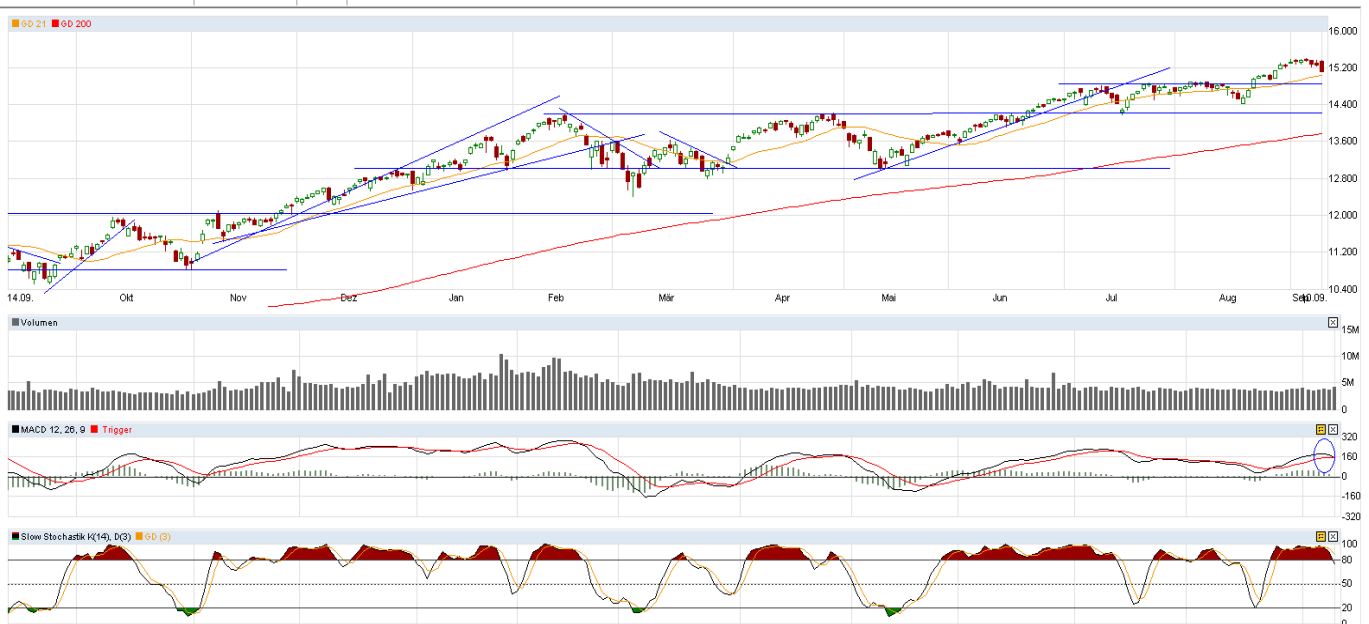 GD 21 GD 200
16.000
15.200
14.400
13.600
12.800
12.000
11.200
10.400
14.09. Okt Nov Dez Jan Feb Mär Apr Mai Jun Jul Aug Sep 10.09.
Volumen
15M
10M
5M
0
MACD 12, 26, 9 Trigger
320
160
0
-160
-320
Slow Stochastik K(14), D(3) GD (3)
100
80
50
20
0